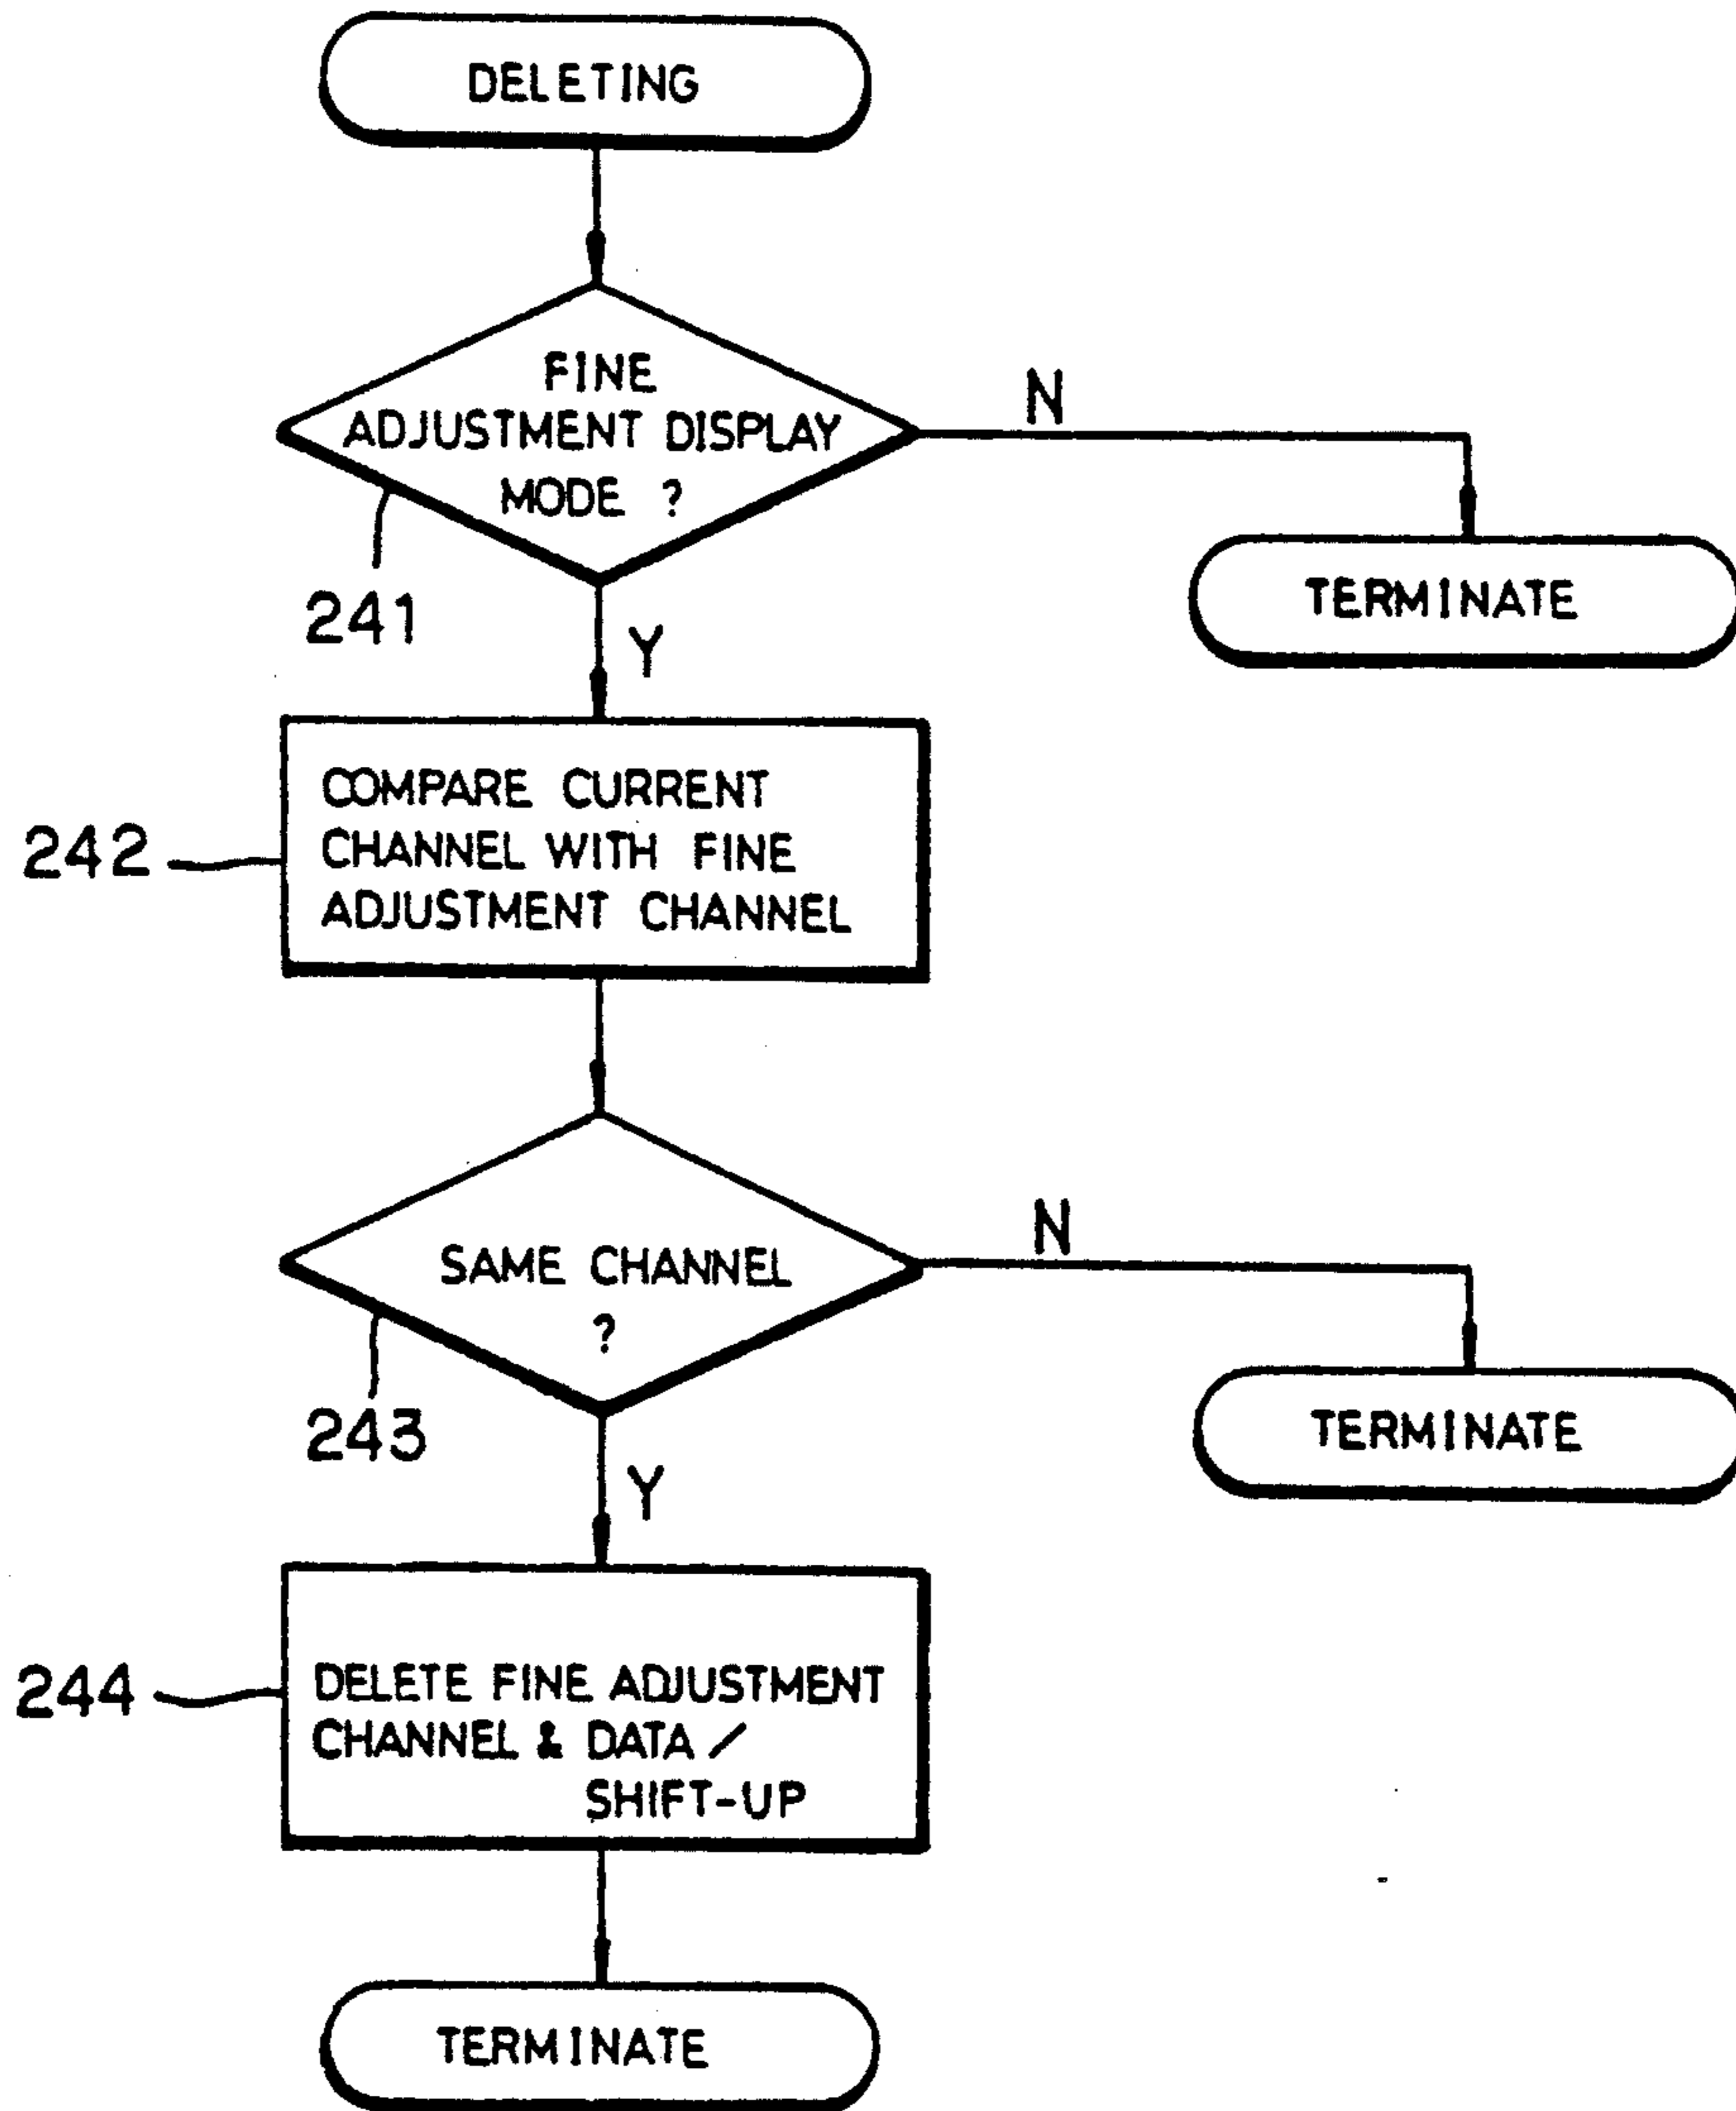 DELETING
FINE
ADJUSTMENT DISPLAY
MODE ?
N
241
TERMINATE
Y
COMPARE CURRENT
242
CHANNEL WITH FINE
ADJUSTMENT CHANNEL
N
SAME CHANNEL
?
243
TERMINATE
Y
244
DELETE FINE ADJUSTMENT
CHANNEL & DATA /
SHIFT-UP
TERMINATE